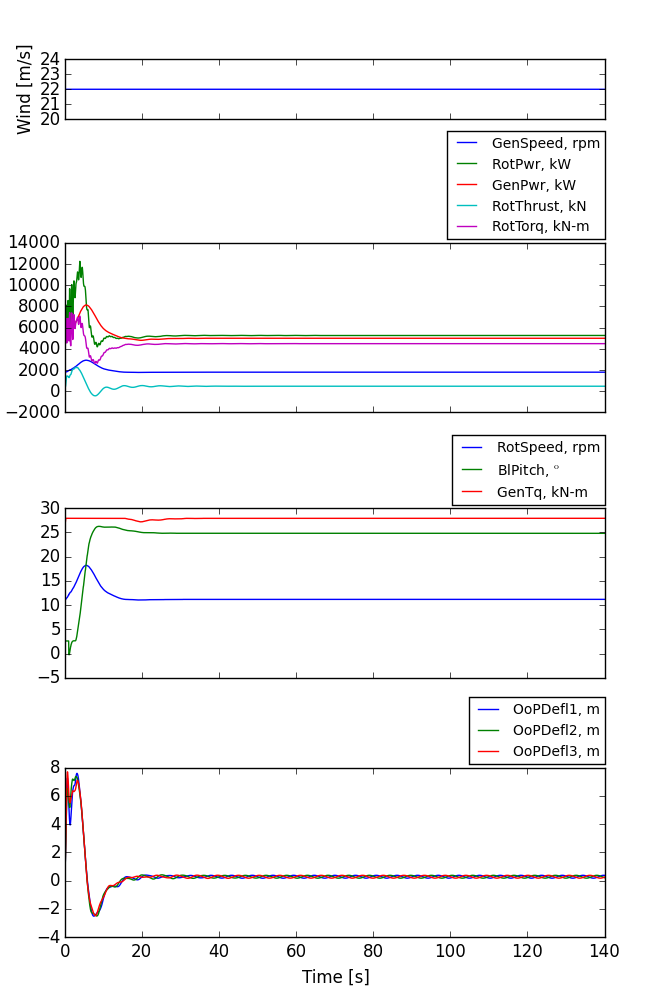 Wind [m/s]
24
23
22
21
20
GenSpeed, rpm
RotPwr, kW
GenPwr, kW
RotThrust, kN
RotTorq, kN-m
14000
12000
10000
8000
6000
4000
2000
0
−2000
RotSpeed, rpm
BlPitch, °
GenTq, kN-m
30
25
20
15
10
5
0
−5
OoPDefl1, m
OoPDefl2, m
OoPDefl3, m
8
6
4
2
0
−2
−4
0 20 40 60 80 100 120 140
Time [s]